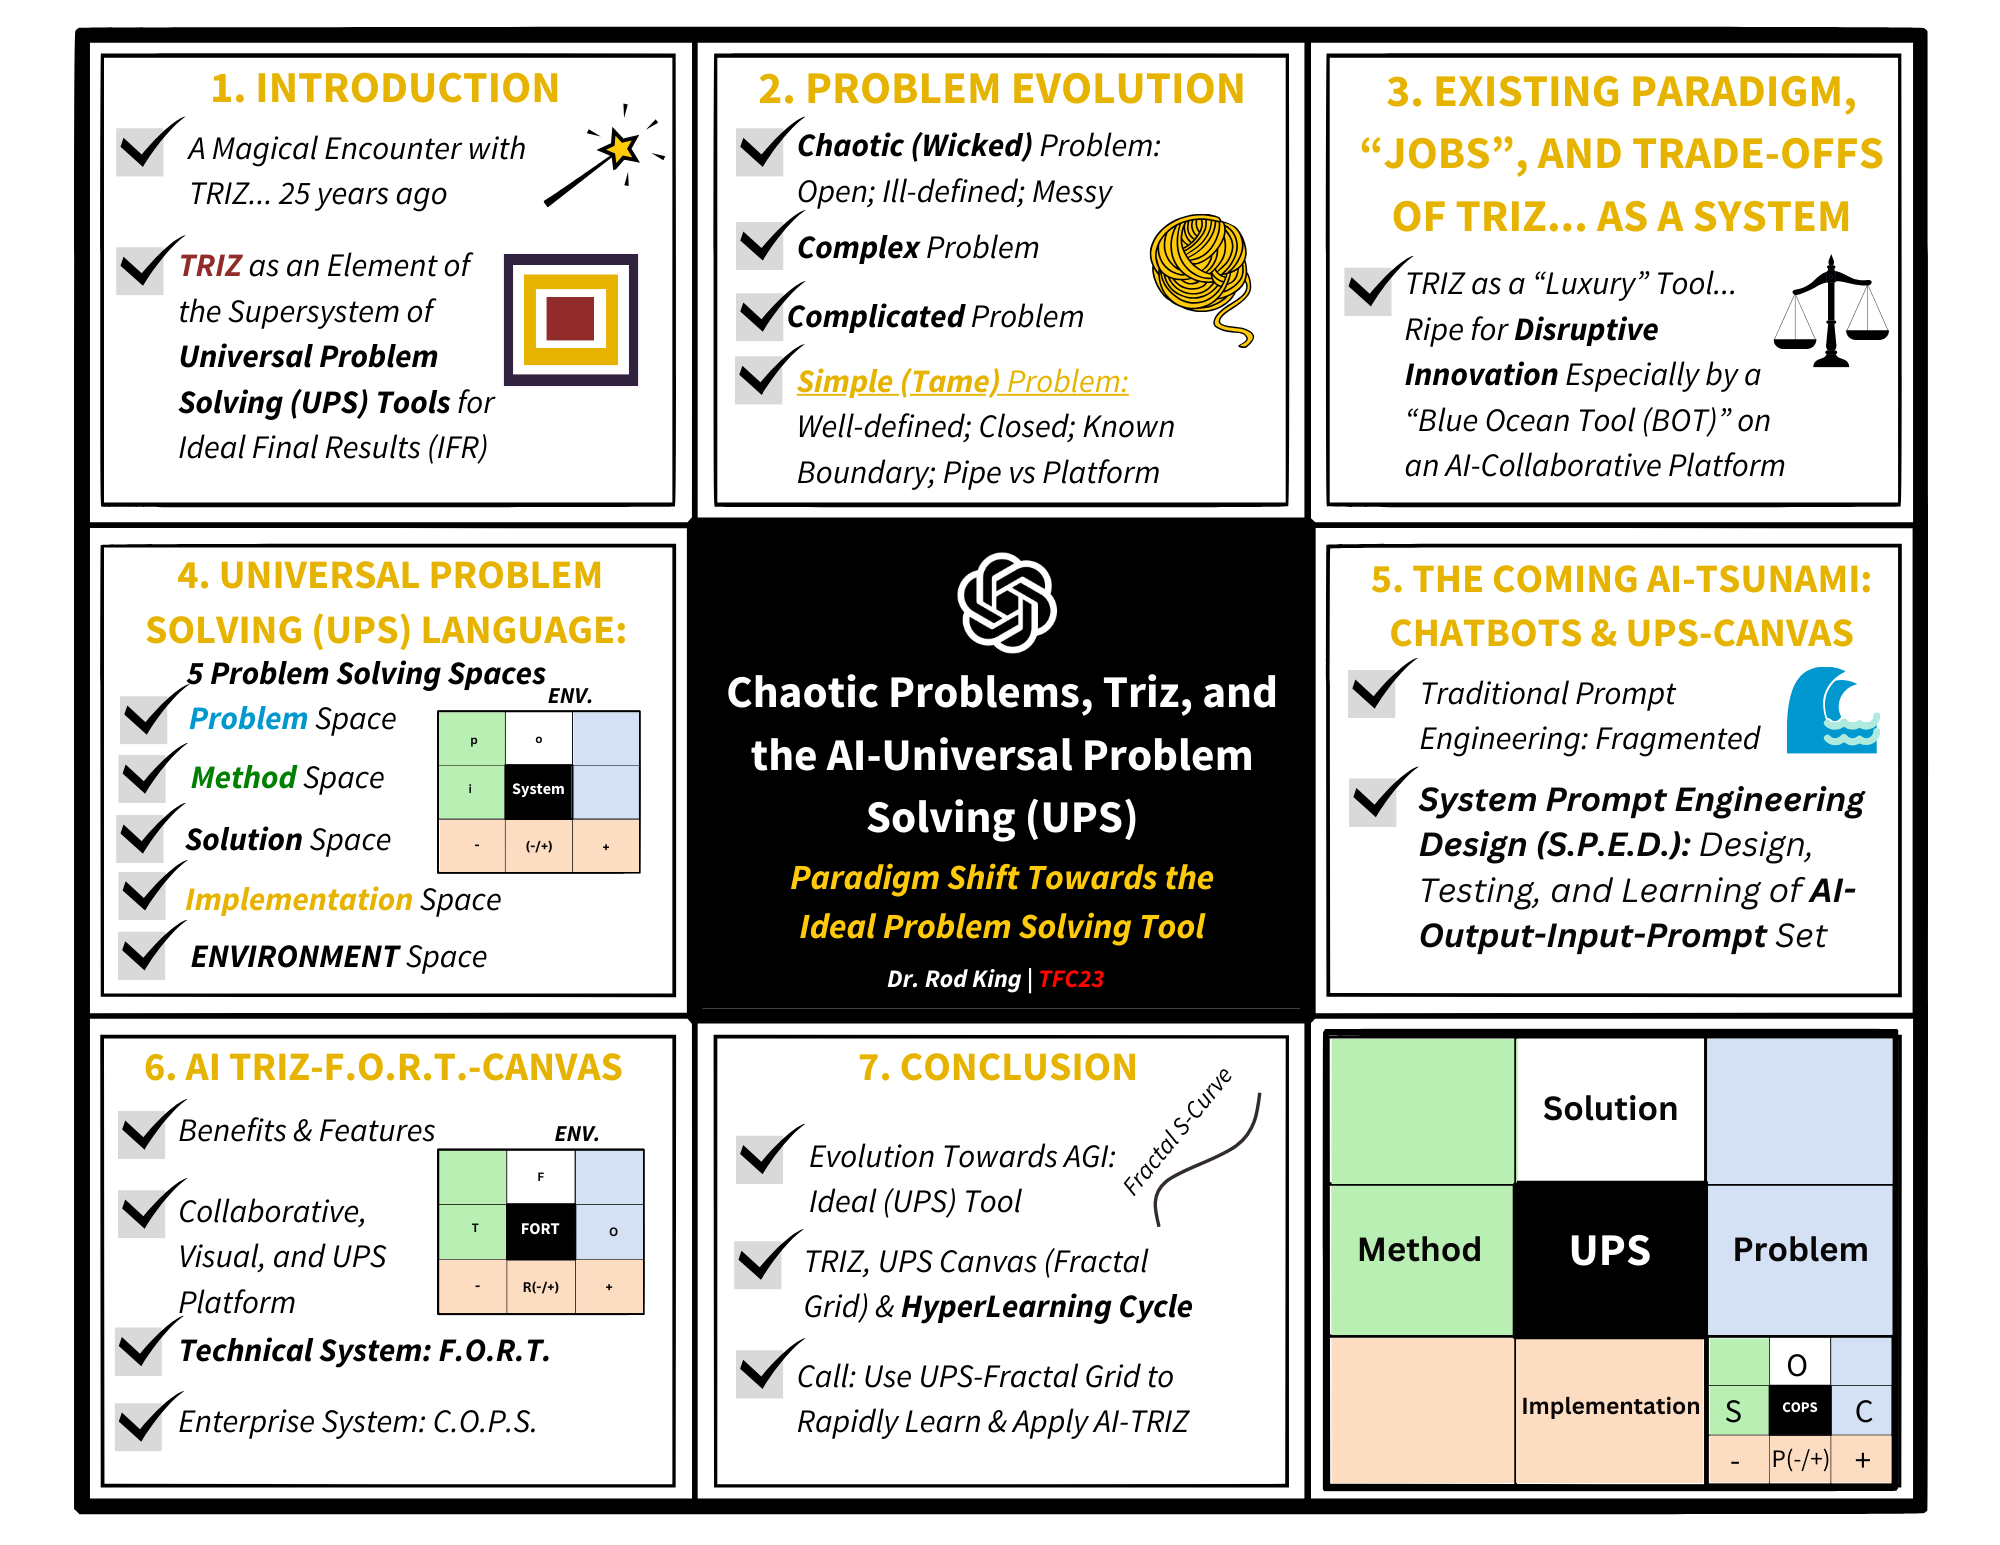 1. INTRODUCTION
A Magical Encounter with
TRIZ... 25 years ago
TRIZ as an Element of
the Supersystem of
Universal Problem
Solving (UPS) Tools for
Ideal Final Results (IFR)
2. PROBLEM EVOLUTION
Chaotic (Wicked) Problem:
Open; Ill-defined; Messy
Complex Problem
Complicated Problem
Simple (Tame) Problem:
Well-defined; Closed; Known
Boundary; Pipe vs Platform
3. EXISTING PARADIGM,
“JOBS”, AND TRADE-OFFS
OF TRIZ... AS A SYSTEM
TRIZ as a “Luxury” Tool...
Ripe for Disruptive
Innovation Especially by a
“Blue Ocean Tool (BOT)” on
an AI-Collaborative Platform
4. UNIVERSAL PROBLEM
SOLVING (UPS) LANGUAGE:
5 Problem Solving Spaces
Problem Space
Method Space
Solution Space
Implementation Space
ENVIRONMENT Space
ENV.
p o
i System
- (-/+) +
Chaotic Problems, Triz, and
the AI-Universal Problem
Solving (UPS)
Paradigm Shift Towards the
Ideal Problem Solving Tool
Dr. Rod King | TFC23
5. THE COMING AI-TSUNAMI:
CHATBOTS & UPS-CANVAS
Traditional Prompt
Engineering: Fragmented
System Prompt Engineering
Design (S.P.E.D.): Design,
Testing, and Learning of AI-
Output-Input-Prompt Set
6. AI TRIZ-F.O.R.T.-CANVAS
Benefits & Features
Collaborative,
Visual, and UPS
Platform
Technical System: F.O.R.T.
Enterprise System: C.O.P.S.
ENV.
F
T FORT O
- R(-/+) +
7. CONCLUSION
Fractal S-Curve
Evolution Towards AGI:
Ideal (UPS) Tool
TRIZ, UPS Canvas (Fractal
Grid) & HyperLearning Cycle
Call: Use UPS-Fractal Grid to
Rapidly Learn & Apply AI-TRIZ
Solution
Method UPS Problem
Implementation
O
S COPS C
- P(-/+) +